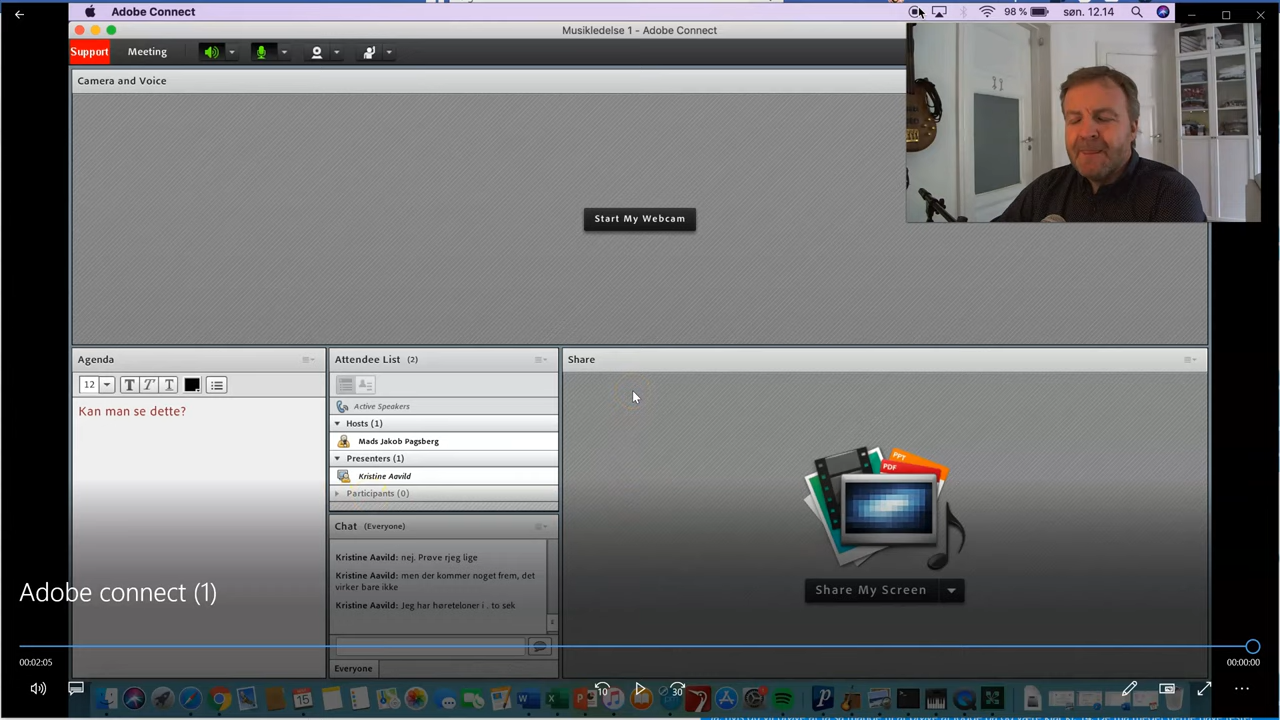 Adobe Connect
98 %
søn. 12.14
Musikledelse 1 - Adobe Connect
Support
Meeting
Camera and Voice
Start My Webcam
Agenda
12
T T T
Kan man se dette?
Attendee List (2)
Active Speakers
Hosts (1)
Mads Jakob Pagsberg
Presenters (1)
Kristine Aavild
Participants (0)
Chat (Everyone)
Kristine Aavild: nej. Prøve rjeg lige
Kristine Aavild: men der kommer noget frem, det
virker bare ikke
Kristine Aavild: Jeg har høreteloner i . to sek
Everyone
Share
PPT
PDF
Share My Screen
Adobe connect (1)
00:02:05
00:00:00
10
30
15